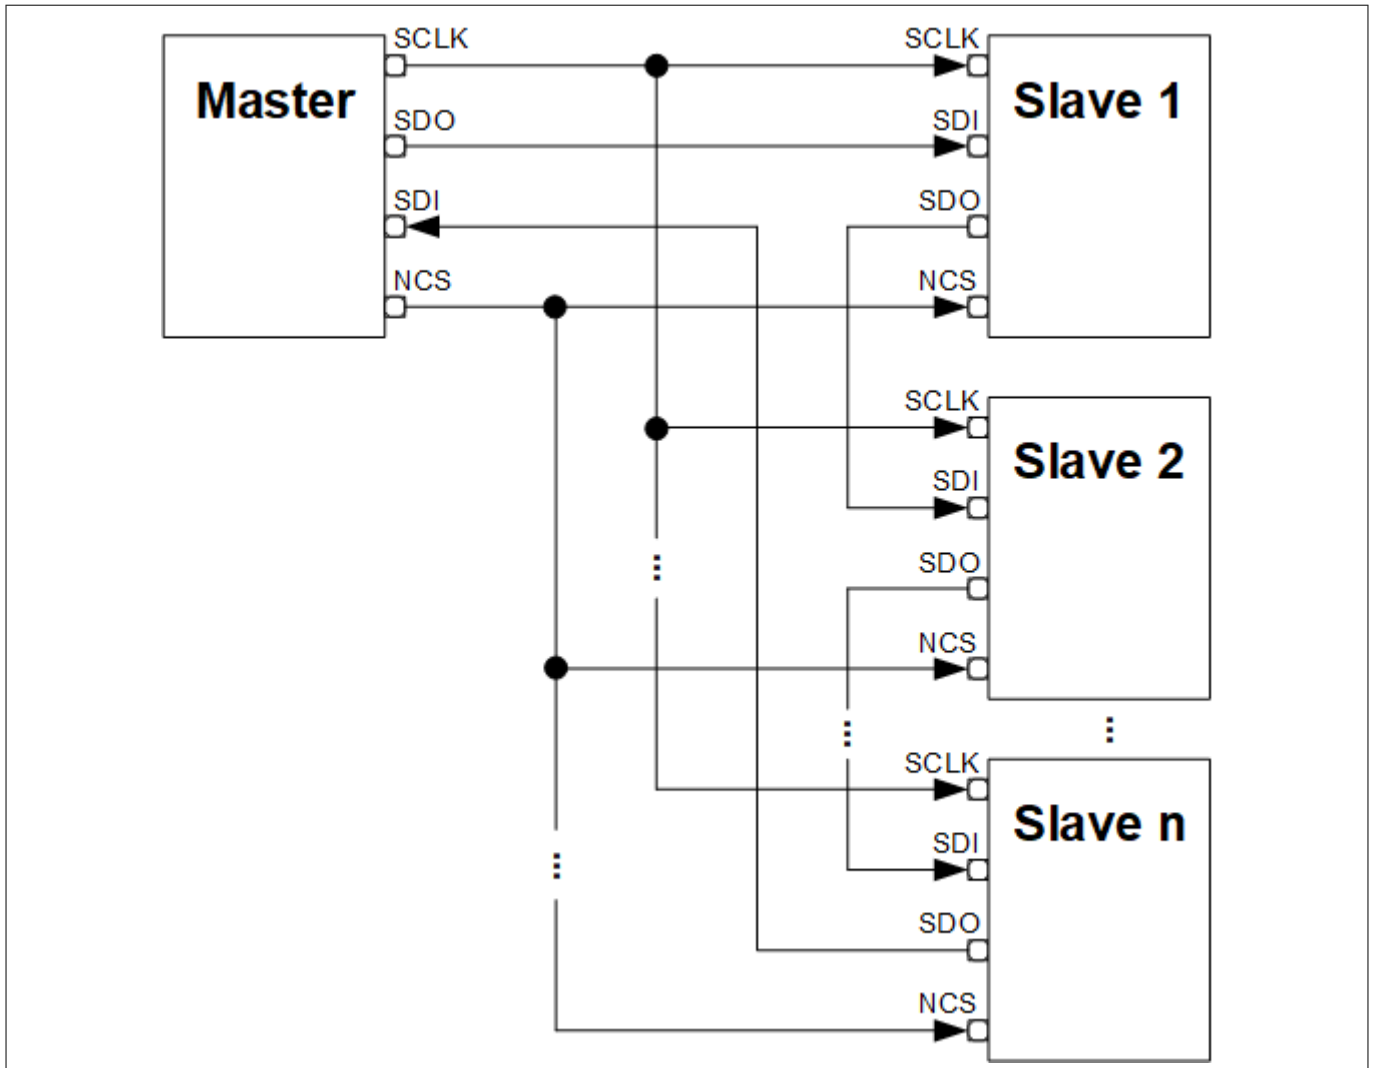 SCLK
Master
SDO
SDI
NCS
SCLK
Slave 1
SDI
SDO
NCS
SCLK
Slave 2
SDI
SDO
NCS
...
...
...
...
SCLK
Slave n
SDI
SDO
NCS